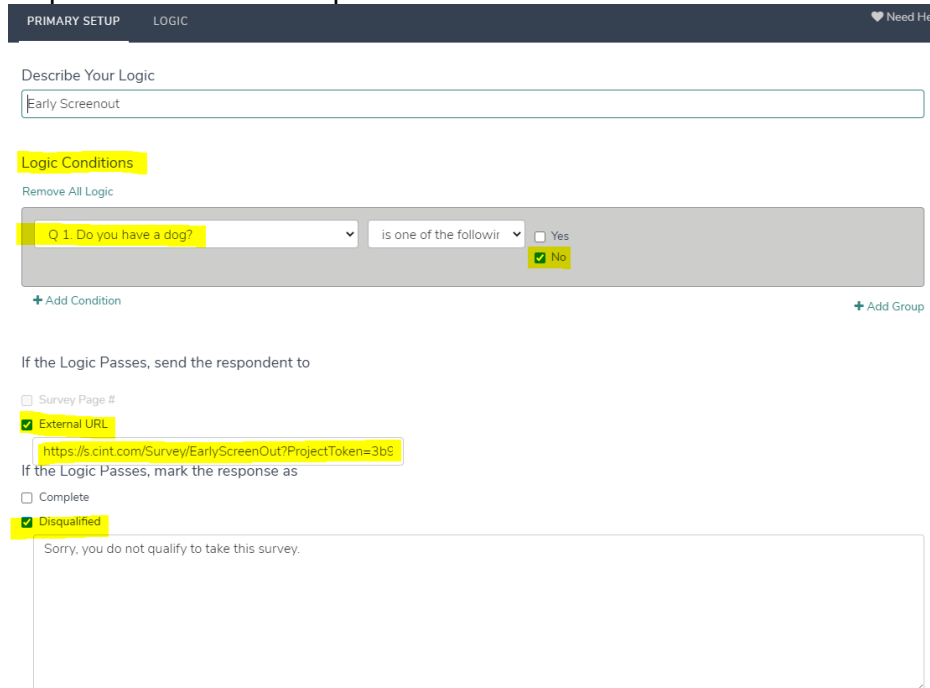 PRIMARY SETUP LOGIC Need He
Describe Your Logic
Early Screenout
Logic Conditions
Remove All Logic
Q 1. Do you have a dog? is one of the followir Yes
No
Add Condition
Add Group
If the Logic Passes, send the respondent to
Survey Page #
External URL
https://s.cint.com/Survey/EarlyScreenOut?ProjectToken=3b9
If the Logic Passes, mark the response as
Complete
Disqualified
Sorry, you do not qualify to take this survey.